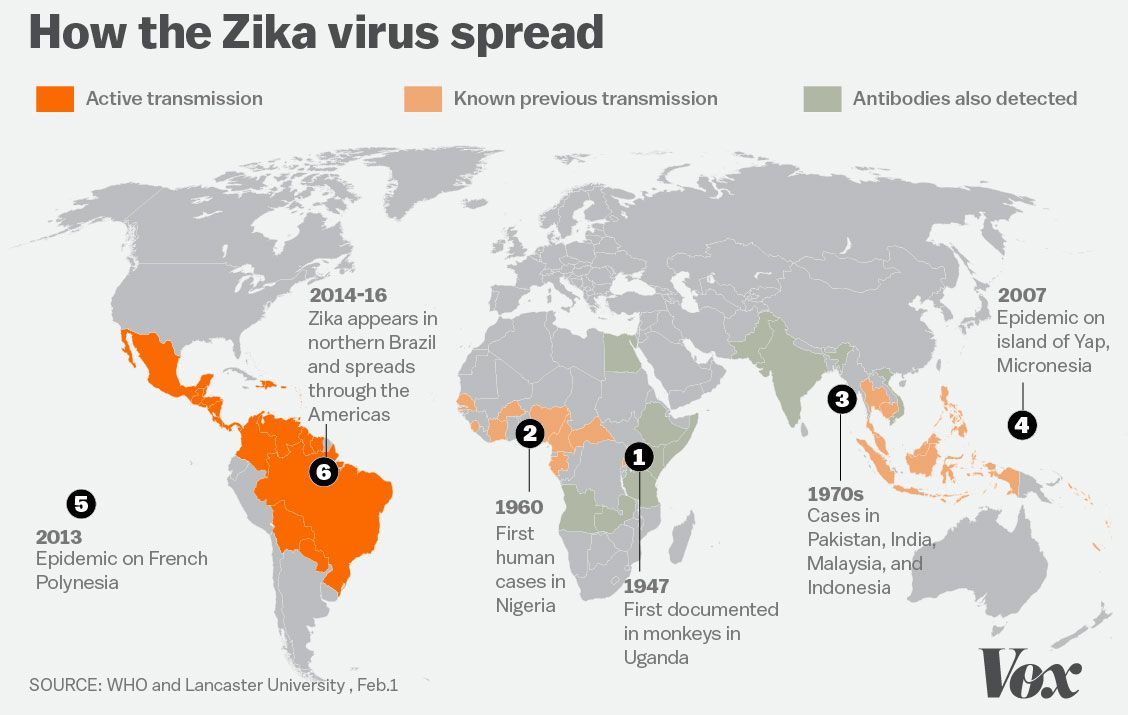 How the Zika virus spread
Active transmission
Known previous transmission
Antibodies also detected
2014-16
Zika appears in
northern Brazil
and spreads
through the
Americas
2007
Epidemic on
island of Yap,
Micronesia
3
4
2
1
6
5
2013
Epidemic on French
Polynesia
1960
First
human
cases in
Nigeria
1947
First documented
in monkeys in
Uganda
1970s
Cases in
Pakistan, India,
Malaysia, and
Indonesia
SOURCE: WHO and Lancaster University , Feb.1
Vox